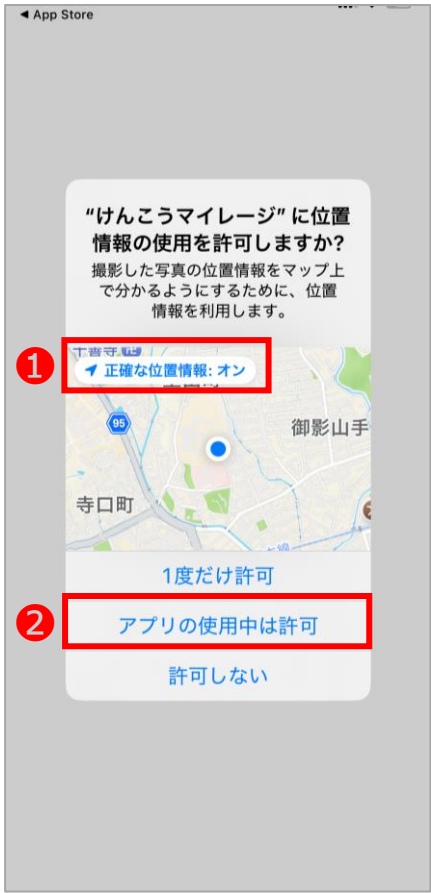 ◀ App Store
“けんこうマイレージ” に位置
情報の使用を許可しますか?
撮影した写真の位置情報をマップ上
で分かるようにするために、位置
情報を利用します。
1
正確な位置情報: オン
95
御影山手
寺口町
1度だけ許可
2
アプリの使用中は許可
許可しない